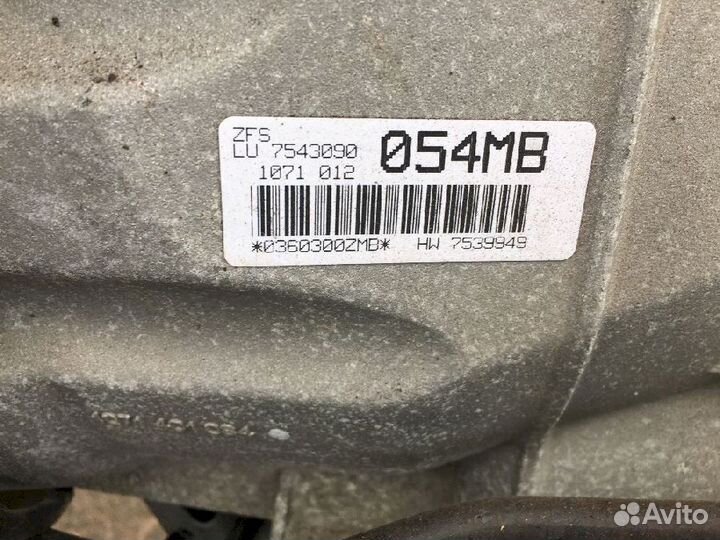 ZFS
LU 7543090 054MB
1071 012
*0360300ZMB* HW 7539949
Avito